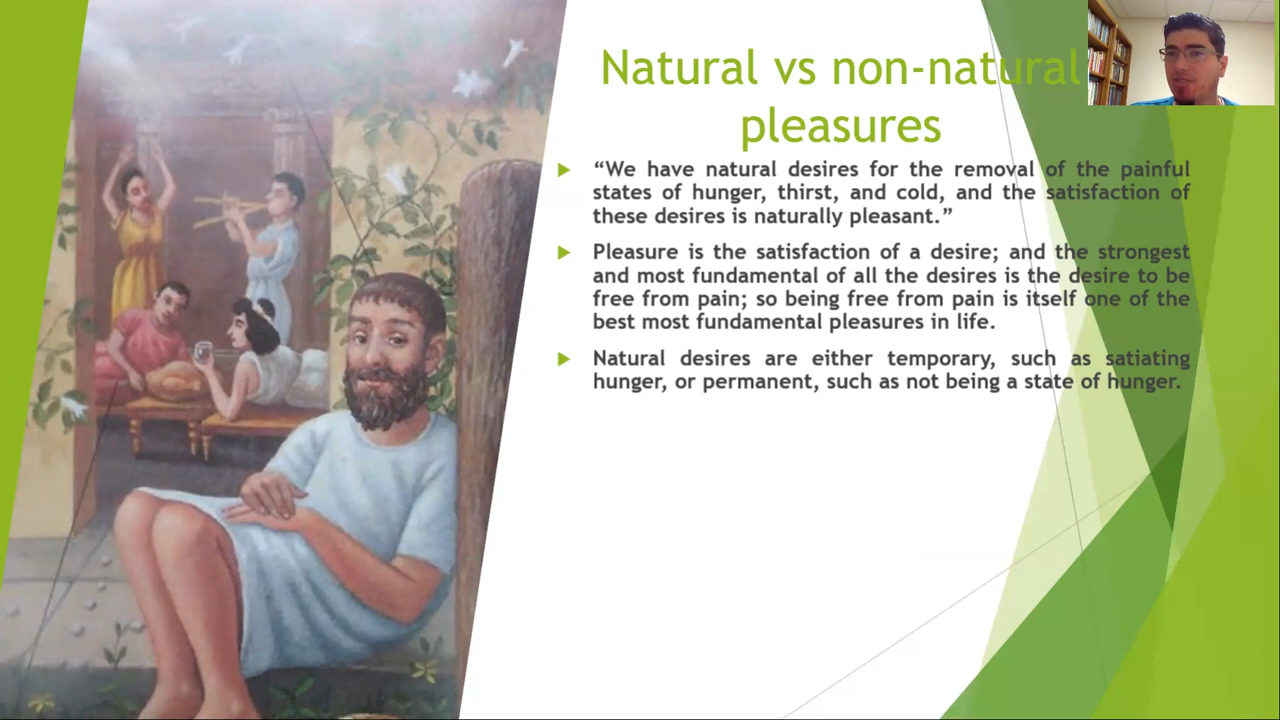 Natural vs non-natural
pleasures
“We have natural desires for the removal of the painful
states of hunger, thirst, and cold, and the satisfaction of
these desires is naturally pleasant.”
Pleasure is the satisfaction of a desire; and the strongest
and most fundamental of all the desires is the desire to be
free from pain; so being free from pain is itself one of the
best most fundamental pleasures in life.
Natural desires are either temporary, such as satiating
hunger, or permanent, such as not being a state of hunger.